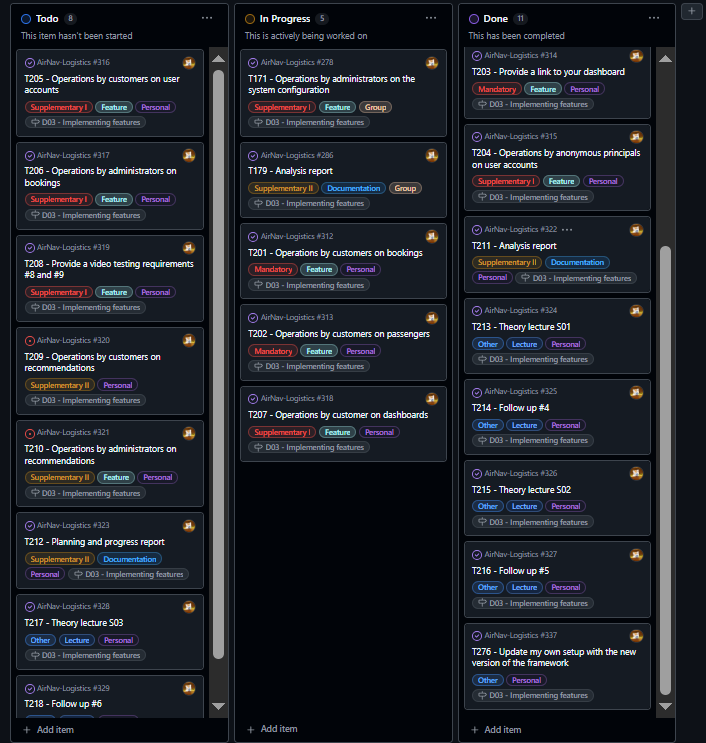 Todo 8 ...
This item hasn't been started
AirNav-Logistics #316
T205 - Operations by customers on user
accounts
Supplementary I Feature Personal
D03 - Implementing features
AirNav-Logistics #317
T206 - Operations by administrators on
bookings
Supplementary I Feature Personal
D03 - Implementing features
AirNav-Logistics #319
T208 - Provide a video testing requirements
#8 and #9
Supplementary I Feature Personal
D03 - Implementing features
AirNav-Logistics #320
T209 - Operations by customers on
recommendations
Supplementary II Personal
D03 - Implementing features
AirNav-Logistics #321
T210 - Operations by administrators on
recommendations
Supplementary II Feature Personal
D03 - Implementing features
AirNav-Logistics #323
T212 - Planning and progress report
Supplementary II Documentation
Personal D03 - Implementing features
AirNav-Logistics #328
T217 - Theory lecture S03
Other Lecture Personal
D03 - Implementing features
AirNav-Logistics #329
T218 - Follow up #6
+ Add item
In Progress 5 ...
This is actively being worked on
AirNav-Logistics #278
T171 - Operations by administrators on the
system configuration
Supplementary I Feature Group
D03 - Implementing features
AirNav-Logistics #286
T179 - Analysis report
Supplementary II Documentation Group
D03 - Implementing features
AirNav-Logistics #312
T201 - Operations by customers on bookings
Mandatory Feature Personal
D03 - Implementing features
AirNav-Logistics #313
T202 - Operations by customers on passengers
Mandatory Feature Personal
D03 - Implementing features
AirNav-Logistics #318
T207 - Operations by customer on dashboards
Supplementary I Feature Personal
D03 - Implementing features
+ Add item
Done 11 ...
This has been completed
AirNav-Logistics #314
T203 - Provide a link to your dashboard
Mandatory Feature Personal
D03 - Implementing features
AirNav-Logistics #315
T204 - Operations by anonymous principals
on user accounts
Supplementary I Feature Personal
D03 - Implementing features
AirNav-Logistics #322 ...
T211 - Analysis report
Supplementary II Documentation
Personal D03 - Implementing features
AirNav-Logistics #324
T213 - Theory lecture S01
Other Lecture Personal
D03 - Implementing features
AirNav-Logistics #325
T214 - Follow up #4
Other Lecture Personal
D03 - Implementing features
AirNav-Logistics #326
T215 - Theory lecture S02
Other Lecture Personal
D03 - Implementing features
AirNav-Logistics #327
T216 - Follow up #5
Other Lecture Personal
D03 - Implementing features
AirNav-Logistics #337
T276 - Update my own setup with the new
version of the framework
Other Personal
D03 - Implementing features
+ Add item
+